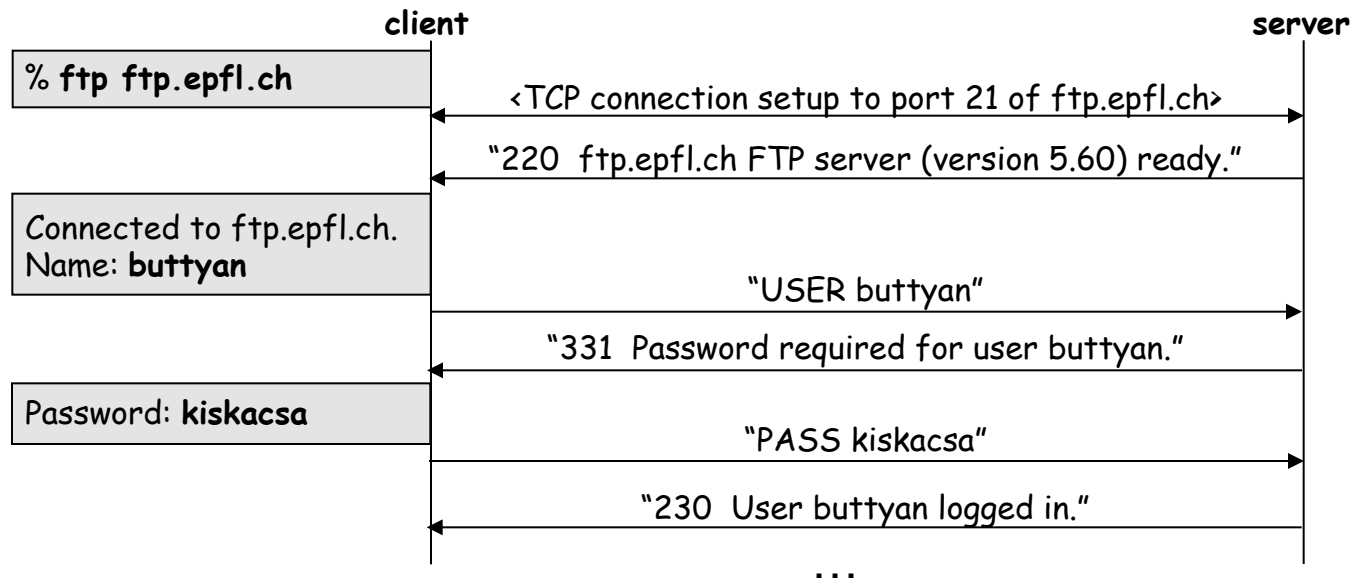 client
server
% ftp ftp.epfl.ch
<TCP connection setup to port 21 of ftp.epfl.ch>
“220 ftp.epfl.ch FTP server (version 5.60) ready.”
Connected to ftp.epfl.ch.
Name: buttyan
“USER buttyan”
“331 Password required for user buttyan.”
Password: kiskacsa
“PASS kiskacsa”
“230 User buttyan logged in.”
...